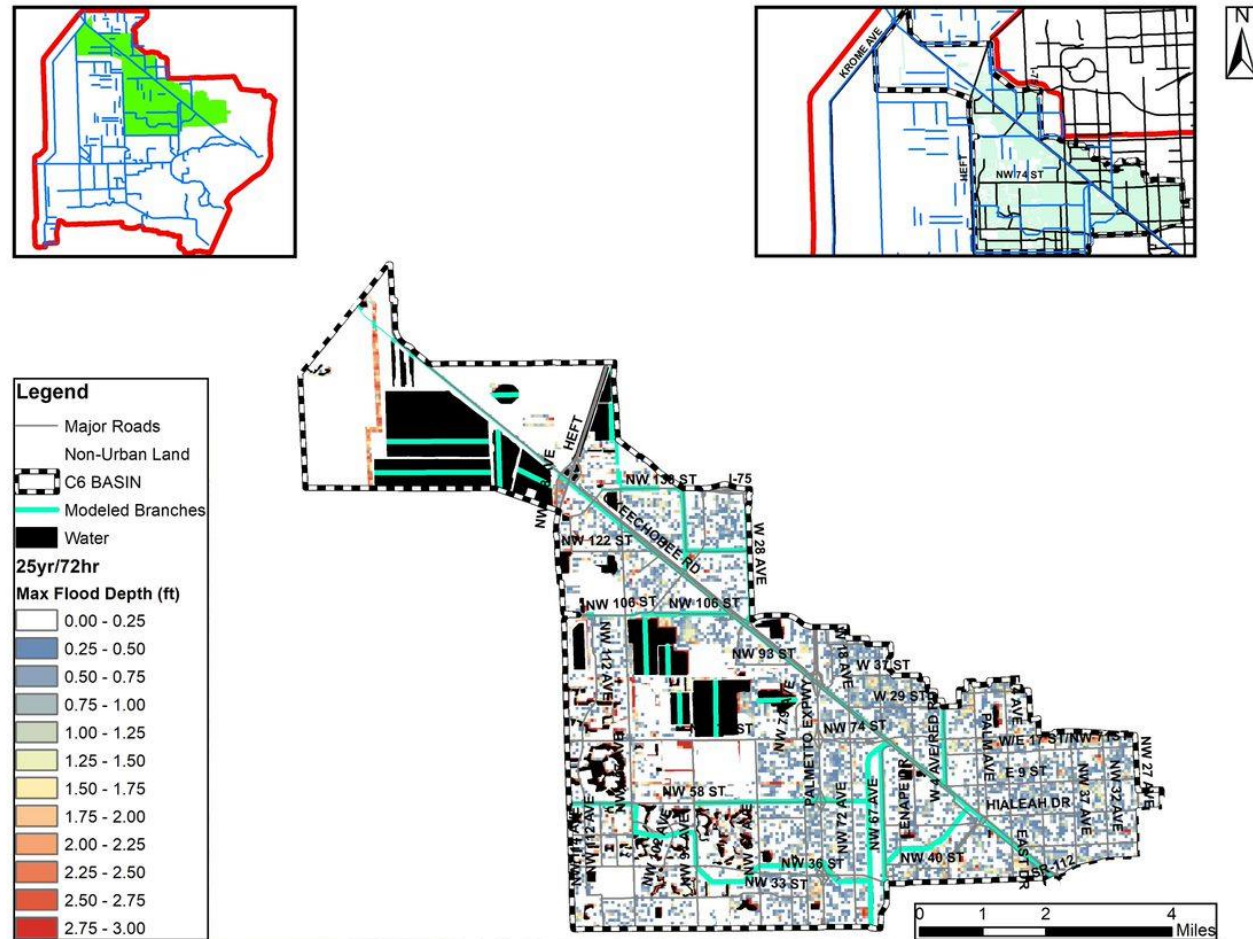 N
KROME AVE
I-75
HEFT
NW 74 ST
Legend
Major Roads
Non-Urban Land
C6 BASIN
Modeled Branches
Water
25yr/72hr
Max Flood Depth (ft)
0.00 - 0.25
0.25 - 0.50
0.50 - 0.75
0.75 - 1.00
1.00 - 1.25
1.25 - 1.50
1.50 - 1.75
1.75 - 2.00
2.00 - 2.25
2.25 - 2.50
2.50 - 2.75
2.75 - 3.00
HEFT
I-75
OKEECHOBEE RD
NW 122 ST
W 28 AVE
NW 106 ST
NW 106 ST
NW 112 AVE
NW 93 ST
W 37 ST
W 29 ST
PALMETTO EXPWY
NW 74 ST
PALM AVE
W/E 17 ST/NW 71 ST
NW 27 AVE
E 9 ST
NW 37 AVE
NW 32 AVE
HIALEAH DR
NW 58 ST
NW 72 AVE
NW 67 AVE
NW 40 ST
EAST DR
SR-112
NW 36 ST
NW 33 ST
0 1 2 4
Miles